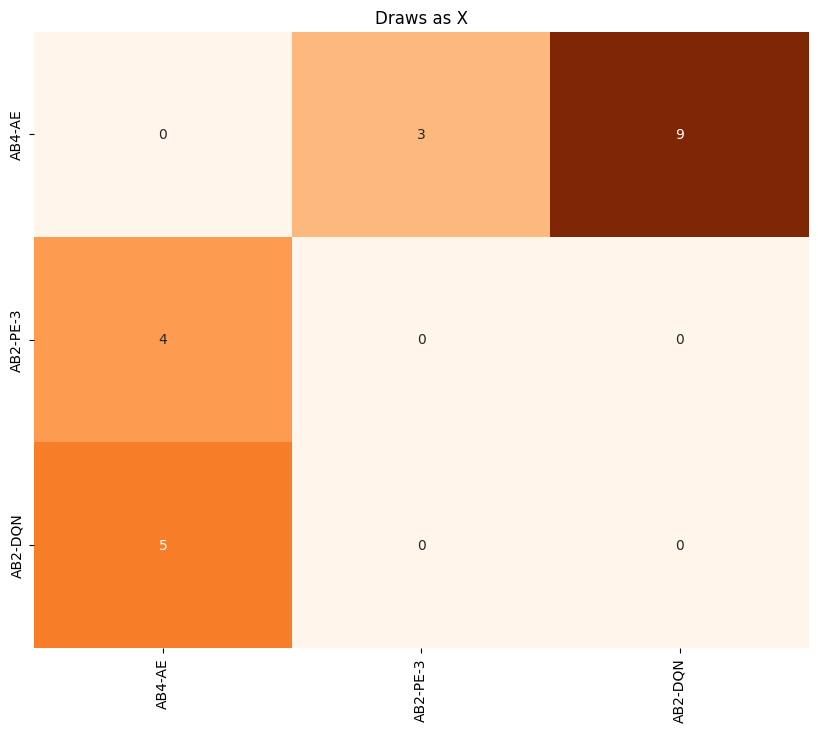 Draws as X
AB4-AE
0 3 9
AB2-PE-3
4 0 0
AB2-DQN
5 0 0
AB4-AE
AB2-PE-3
AB2-DQN